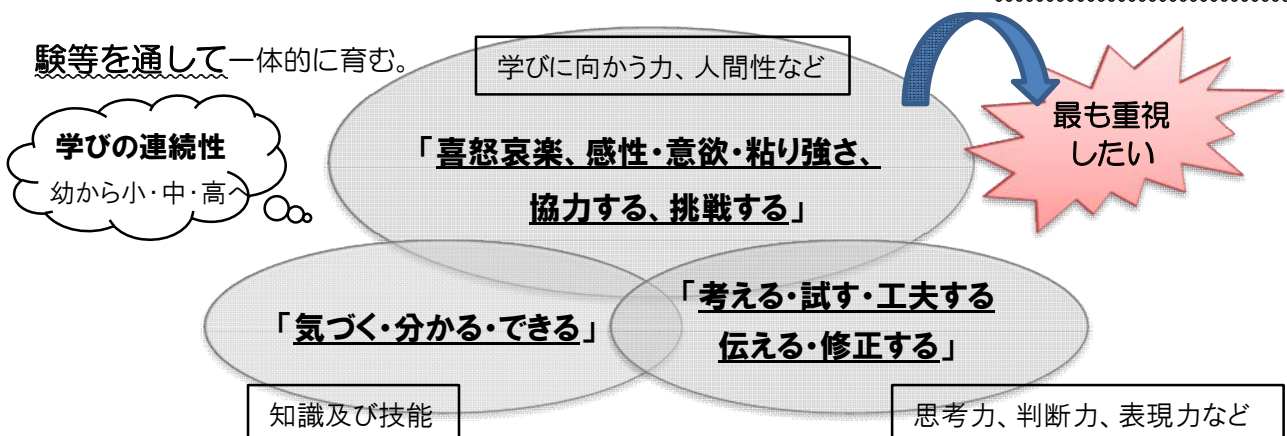 験等を通して一体的に育む。
学びに向かう力、人間性など
最も重視
したい
学びの連続性
幼から小・中・高へ
「喜怒哀楽、感性・意欲・粘り強さ、
協力する、挑戦する」
「気づく・分かる・できる」
「考える・試す・工夫する
伝える・修正する」
知識及び技能
思考力、判断力、表現力など